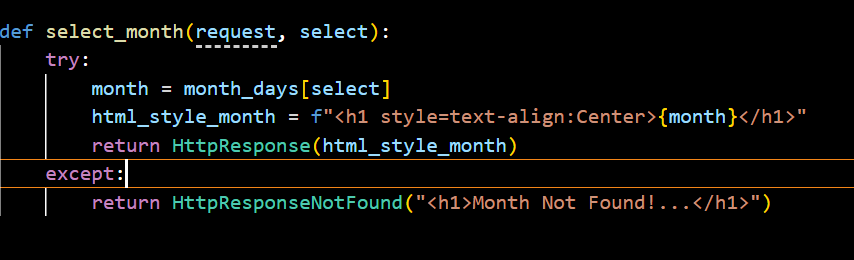 def select_month(request, select):
    try:
        month = month_days[select]
        html_style_month = f"<h1 style=text-align:Center>{month}</h1>"
        return HttpResponse(html_style_month)
    except:
        return HttpResponseNotFound("<h1>Month Not Found!...</h1>")